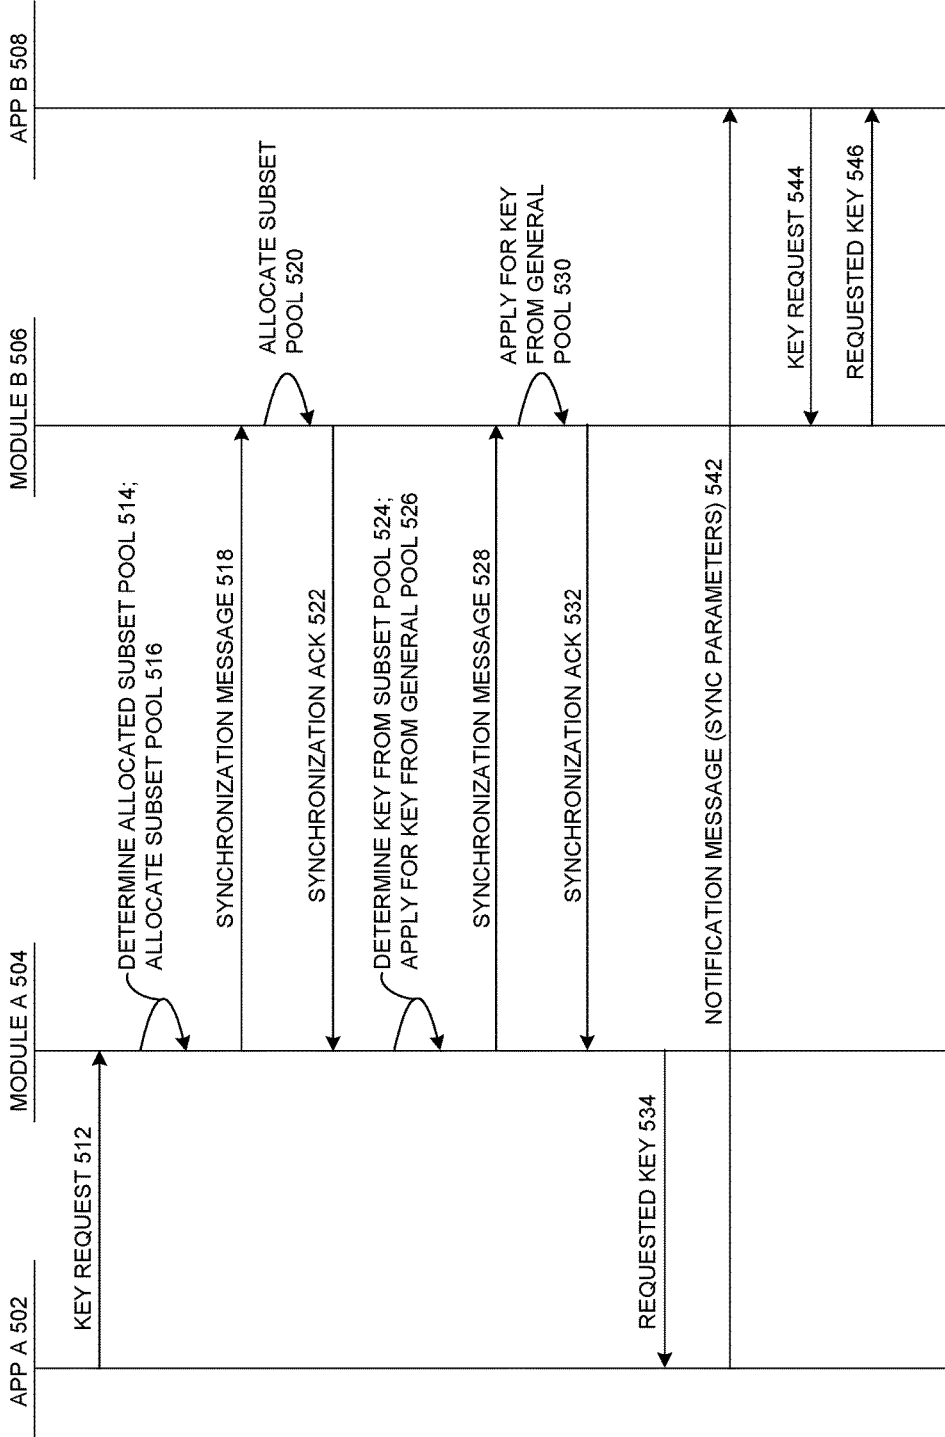 APP A 502
MODULE A 504
MODULE B 506
APP B 508
KEY REQUEST 512
DETERMINE ALLOCATED SUBSET POOL 514;
ALLOCATE SUBSET POOL 516
SYNCHRONIZATION MESSAGE 518
ALLOCATE SUBSET
POOL 520
SYNCHRONIZATION ACK 522
DETERMINE KEY FROM SUBSET POOL 524;
APPLY FOR KEY FROM GENERAL POOL 526
SYNCHRONIZATION MESSAGE 528
APPLY FOR KEY
FROM GENERAL
POOL 530
SYNCHRONIZATION ACK 532
REQUESTED KEY 534
NOTIFICATION MESSAGE (SYNC PARAMETERS) 542
KEY REQUEST 544
REQUESTED KEY 546